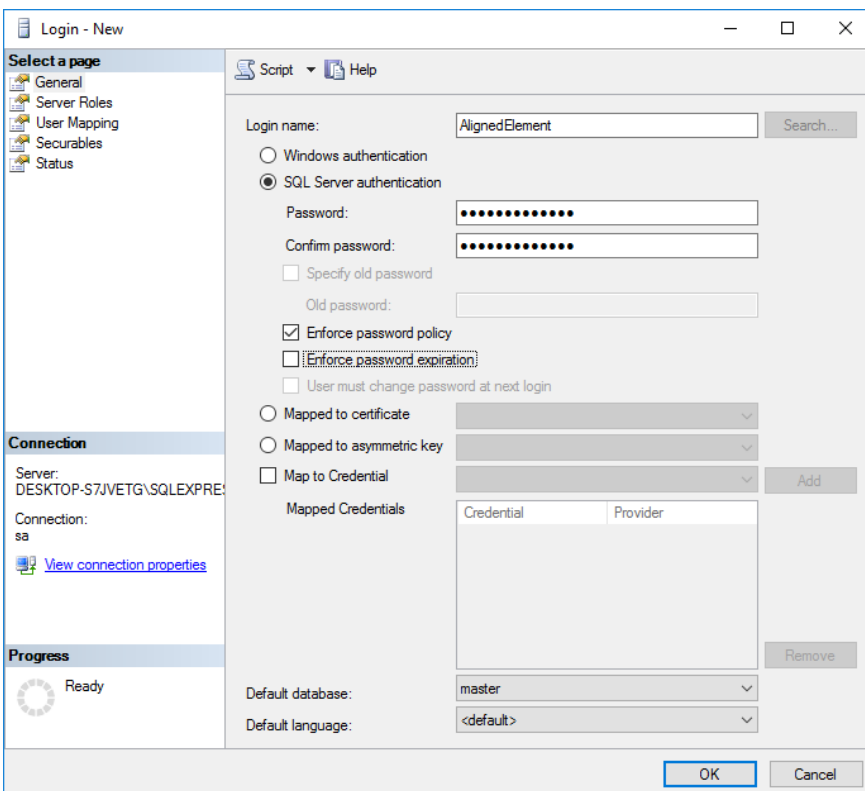 Login - New
Select a page
General
Server Roles
User Mapping
Securables
Status
Connection
Server:
DESKTOP-S7JVETG\SQLEXPRES
Connection:
sa
View connection properties
Progress
Ready
Script Help
Login name: AlignedElement Search...
Windows authentication
SQL Server authentication
Password: •••••••••••••
Confirm password: •••••••••••••
Specify old password
Old password:
Enforce password policy
Enforce password expiration
User must change password at next login
Mapped to certificate
Mapped to asymmetric key
Map to Credential Add
Mapped Credentials Credential Provider
Remove
Default database: master
Default language: <default>
OK Cancel